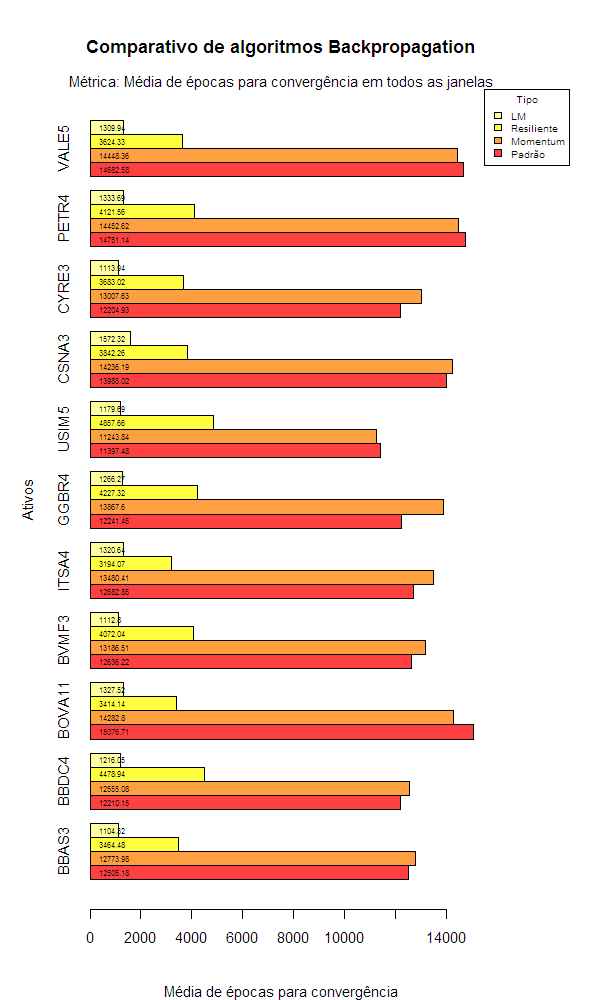 Comparativo de algoritmos Backpropagation
Métrica: Média de épocas para convergência em todos as janelas
Tipo
LM
Resiliente
Momentum
Padrão
Ativos
VALE5
1309.94
3624.33
14448.36
14682.58
PETR4
1333.69
4121.56
14452.62
14751.14
CYRE3
1113.94
3683.02
13007.63
12204.93
CSNA3
1572.32
3842.26
14236.19
13985.02
USIM5
1179.69
4857.66
11243.84
11397.48
GGBR4
1266.27
4227.32
13867.6
12241.46
ITSA4
1320.64
3194.07
13480.41
12682.85
BVMF3
1112.8
4072.04
13186.51
12636.22
BOVA11
1327.52
3414.14
14282.8
15076.71
BBDC4
1216.05
4478.94
12555.08
12210.15
BBAS3
1104.82
3464.48
12773.98
12505.18
0 2000 4000 6000 8000 10000 14000
Média de épocas para convergência